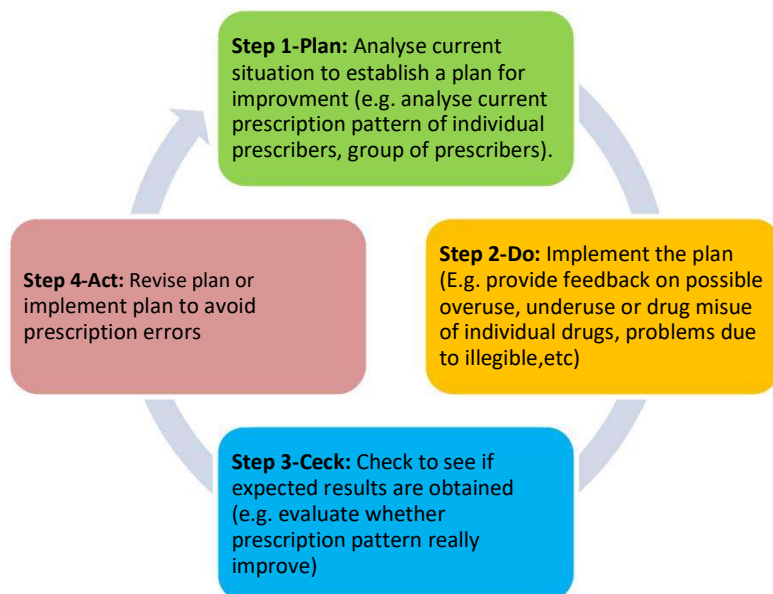 Step 1-Plan: Analyse current
situation to establish a plan for
improvment (e.g. analyse current
prescription pattern of individual
prescribers, group of prescribers).
Step 2-Do: Implement the plan
(E.g. provide feedback on possible
overuse, underuse or drug misue
of individual drugs, problems due
to illegible,etc)
Step 3-Ceck: Check to see if
expected results are obtained
(e.g. evaluate whether
prescription pattern really
improve)
Step 4-Act: Revise plan or
implement plan to avoid
prescription errors